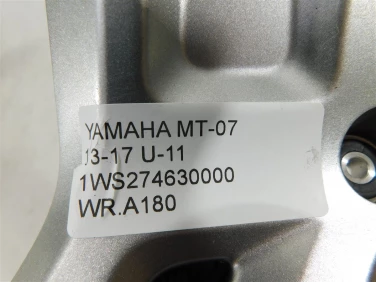 YAMAHA MT-07
13-17 U-11
1WS274630000
WR.A180